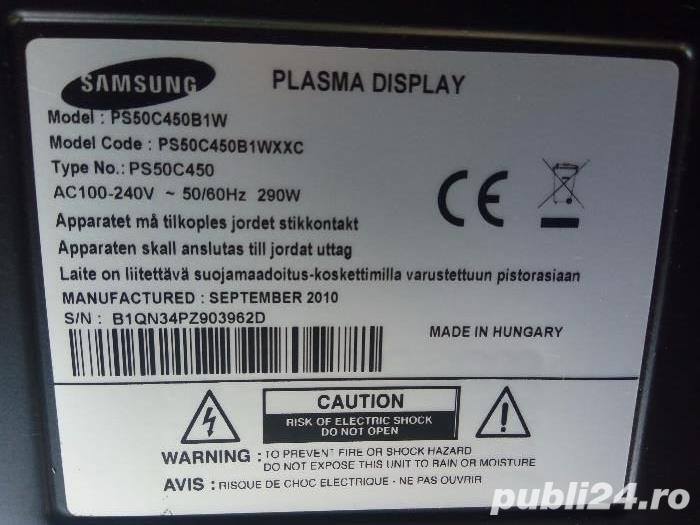 SAMSUNG PLASMA DISPLAY
Model : PS50C450B1W
Model Code : PS50C450B1WXXC
Type No.: PS50C450
AC100-240V ~ 50/60Hz 290W
Apparatet må tilkoples jordet stikkontakt
Apparaten skall anslutas till jordat uttag
Laite on liitettävä suojamaadoitus-koskettimilla varustettuun pistorasiaan
MANUFACTURED : SEPTEMBER 2010
S/N : B1QN34PZ903962D
MADE IN HUNGARY
CE
CAUTION
RISK OF ELECTRIC SHOCK
DO NOT OPEN
WARNING : TO PREVENT FIRE OR SHOCK HAZARD
DO NOT EXPOSE THIS UNIT TO RAIN OR MOISTURE
AVIS : RISQUE DE CHOC ELECTRIQUE - NE PAS OUVRIR
publi24.ro